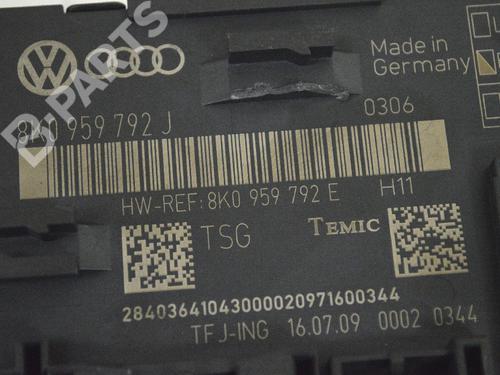 B-PARTS
Made in
Germany
8K0 959 792 J
0306
HW-REF: 8K0 959 792 E H11
TSG TEMIC
28403641043000020971600344
TFJ-ING 16.07.09 0002 0344